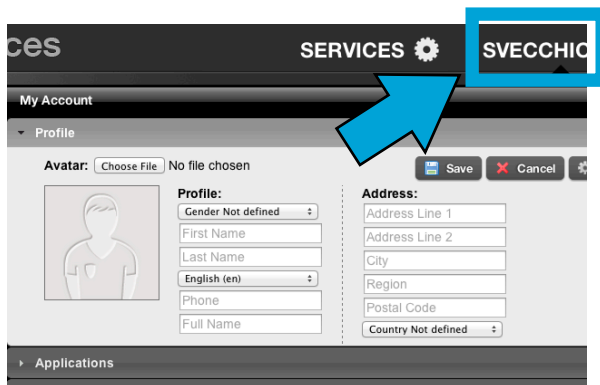 ces SERVICES SVECCHIO
My Account
Profile
Avatar: Choose File No file chosen Save Cancel
Profile: Address:
Gender Not defined Address Line 1
First Name Address Line 2
Last Name City
English (en) Region
Phone Postal Code
Full Name Country Not defined
Applications